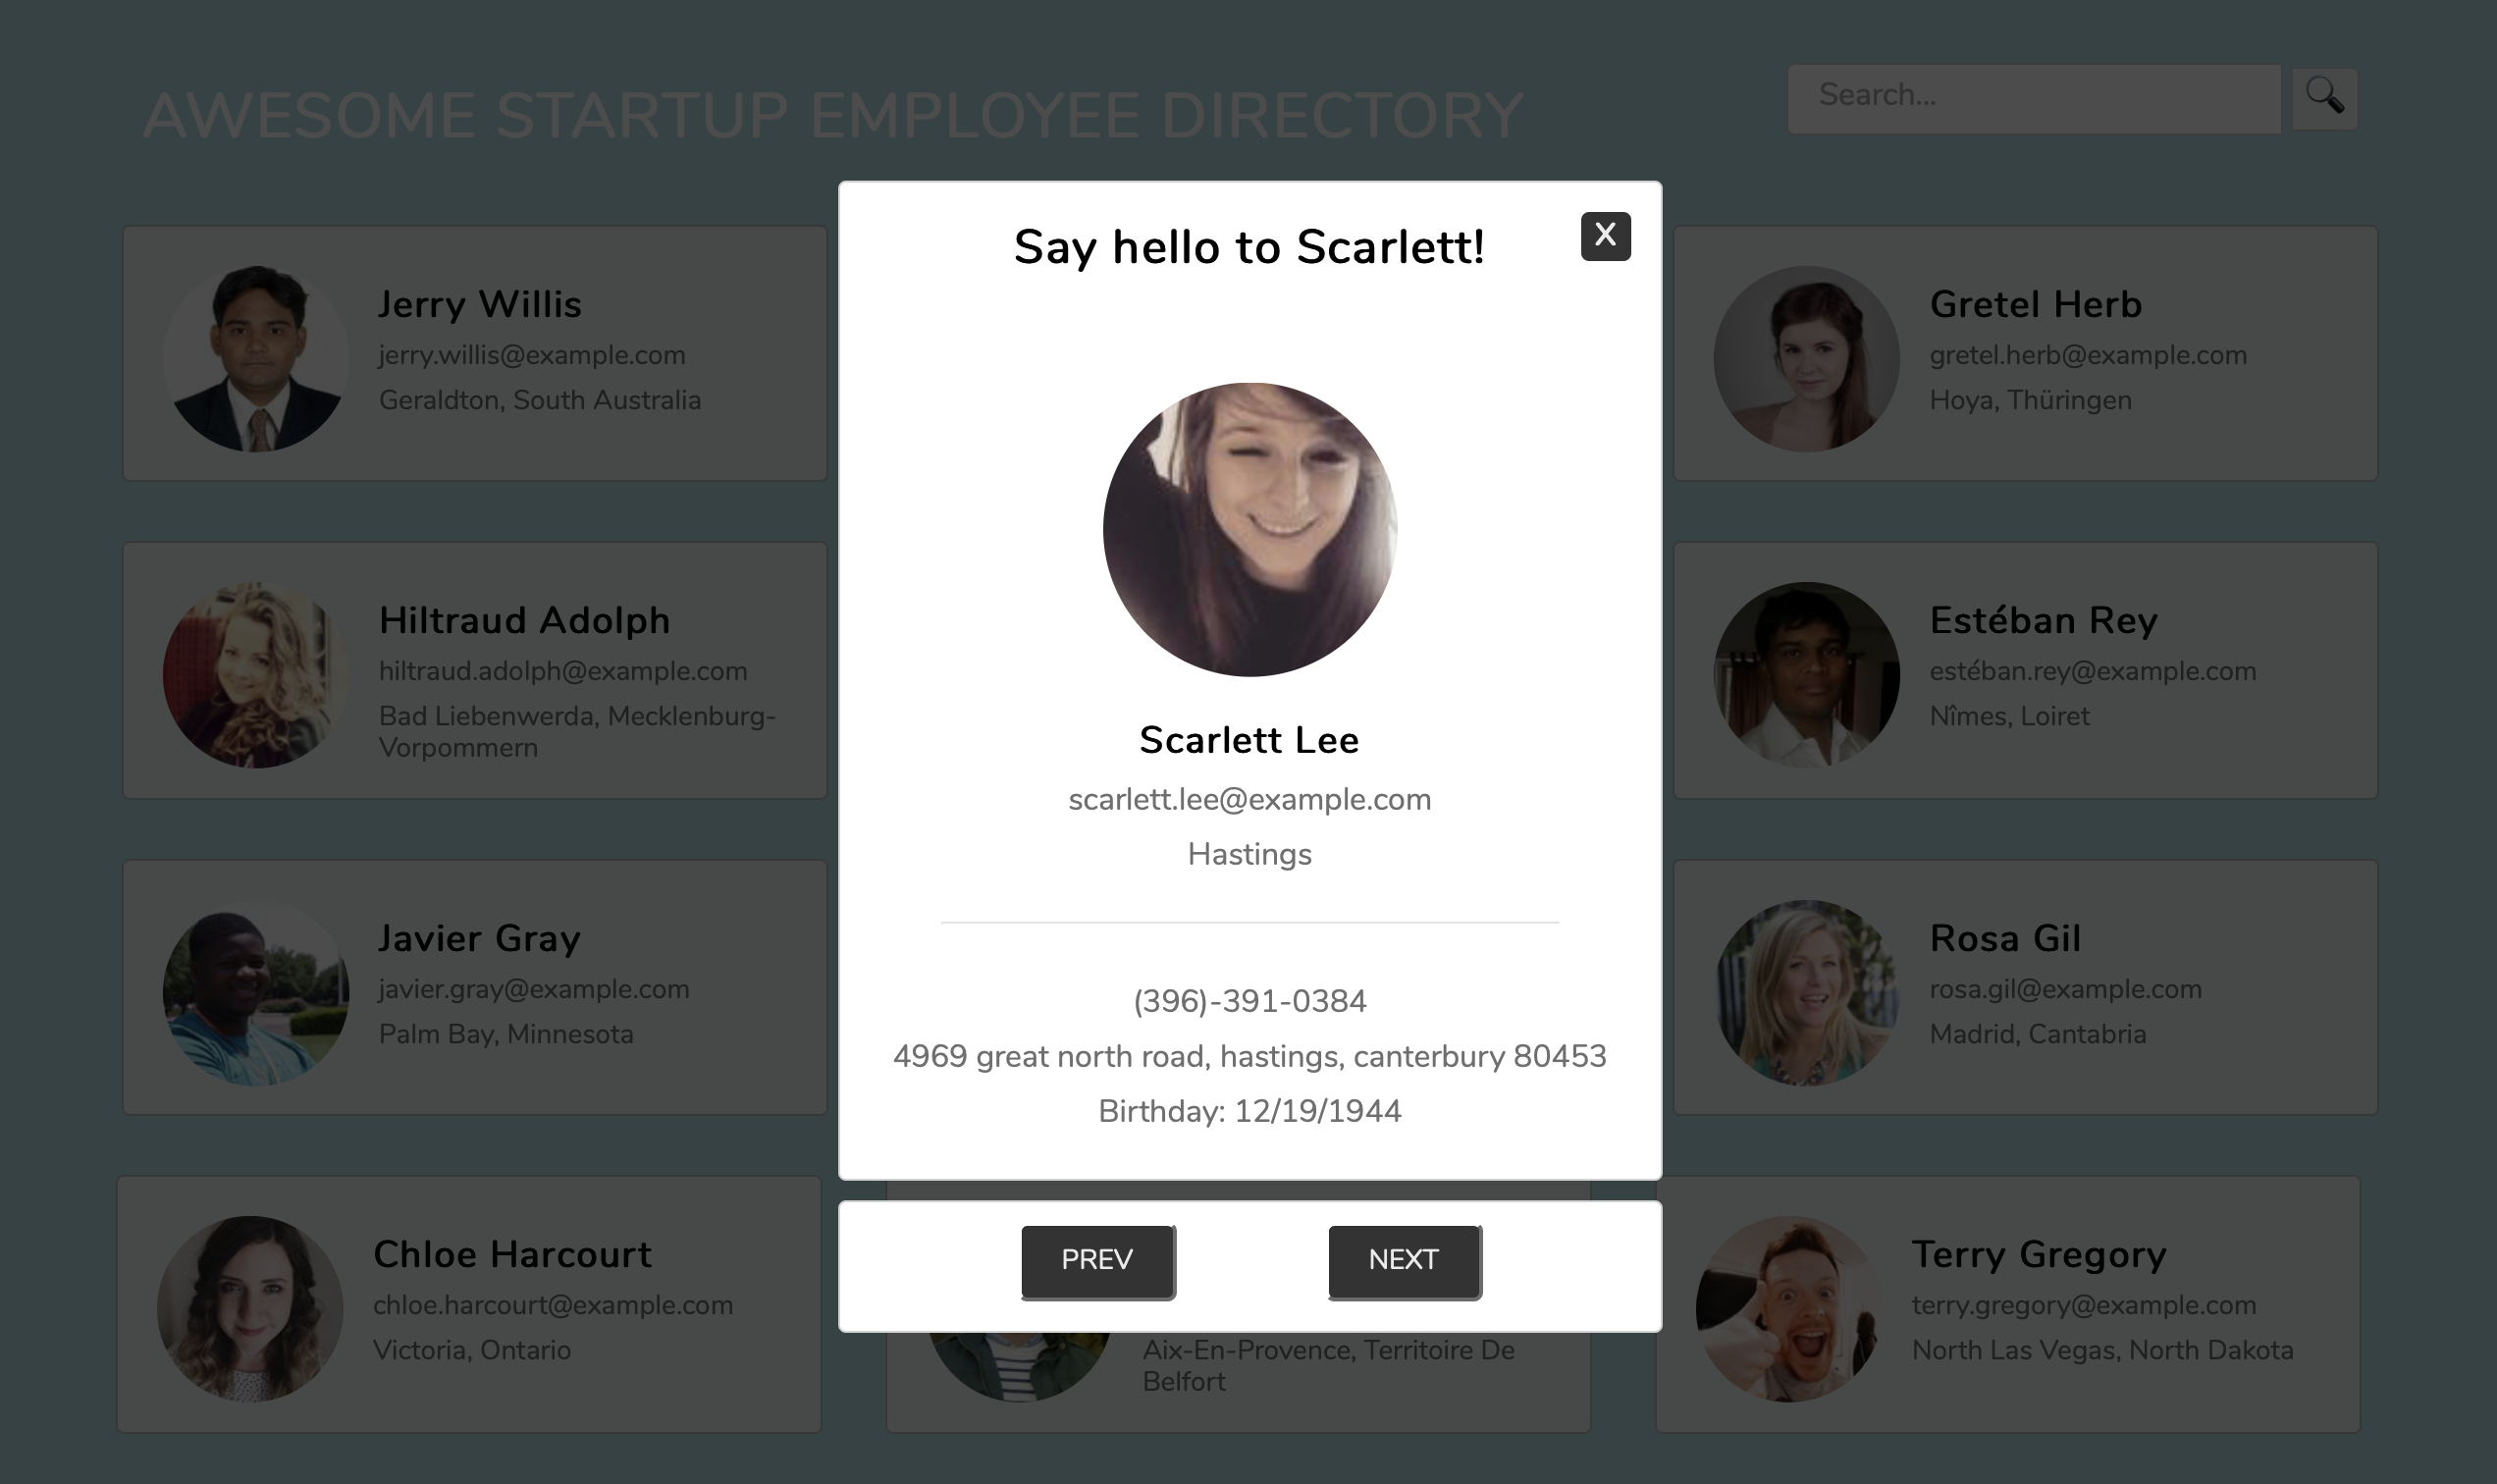 AWESOME STARTUP EMPLOYEE DIRECTORY
Search...
Say hello to Scarlett!
X
Scarlett Lee
scarlett.lee@example.com
Hastings
(396)-391-0384
4969 great north road, hastings, canterbury 80453
Birthday: 12/19/1944
PREV
NEXT
Jerry Willis
jerry.willis@example.com
Geraldton, South Australia
Gretel Herb
gretel.herb@example.com
Hoya, Thüringen
Hiltraud Adolph
hiltraud.adolph@example.com
Bad Liebenwerda, Mecklenburg-
Vorpommern
Estéban Rey
estéban.rey@example.com
Nîmes, Loiret
Javier Gray
javier.gray@example.com
Palm Bay, Minnesota
Rosa Gil
rosa.gil@example.com
Madrid, Cantabria
Chloe Harcourt
chloe.harcourt@example.com
Victoria, Ontario
Aix-En-Provence, Territoire De
Belfort
Terry Gregory
terry.gregory@example.com
North Las Vegas, North Dakota